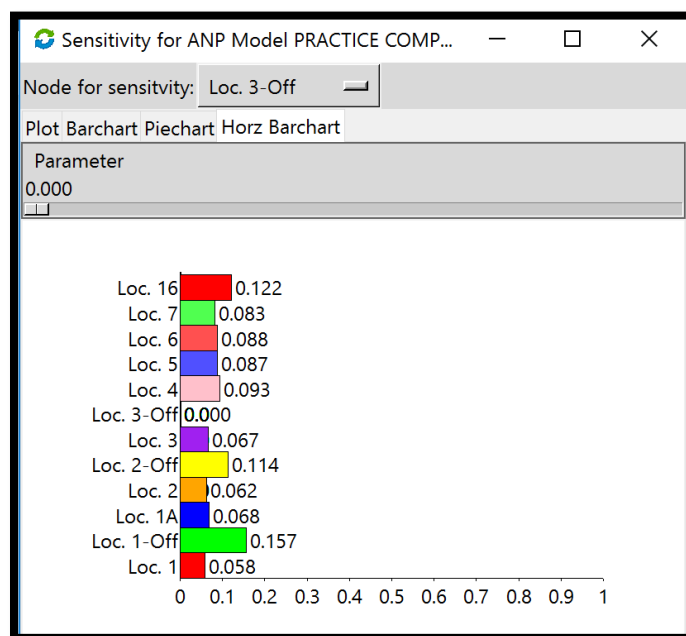 Sensitivity for ANP Model PRACTICE COMP...
Node for sensitvity: Loc. 3-Off
Plot Barchart Piechart Horz Barchart
Parameter
0.000
Loc. 16 0.122
Loc. 7 0.083
Loc. 6 0.088
Loc. 5 0.087
Loc. 4 0.093
Loc. 3-Off 0.000
Loc. 3 0.067
Loc. 2-Off 0.114
Loc. 2 0.062
Loc. 1A 0.068
Loc. 1-Off 0.157
Loc. 1 0.058
0 0.1 0.2 0.3 0.4 0.5 0.6 0.7 0.8 0.9 1